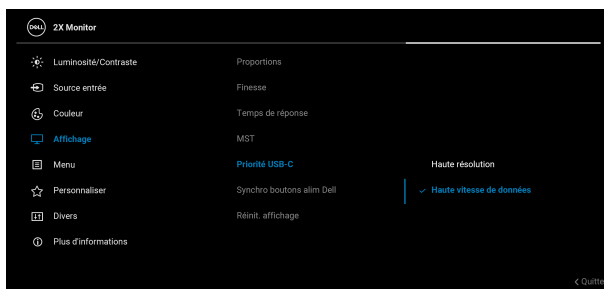 DELL 2X Monitor
Luminosité/Contraste Proportions
Source entrée Finesse
Couleur Temps de réponse
Affichage MST
Menu Priorité USB-C Haute résolution
Personnaliser Synchro boutons alim Dell Haute vitesse de données
Divers Réinit. affichage
Plus d'informations
Quitte